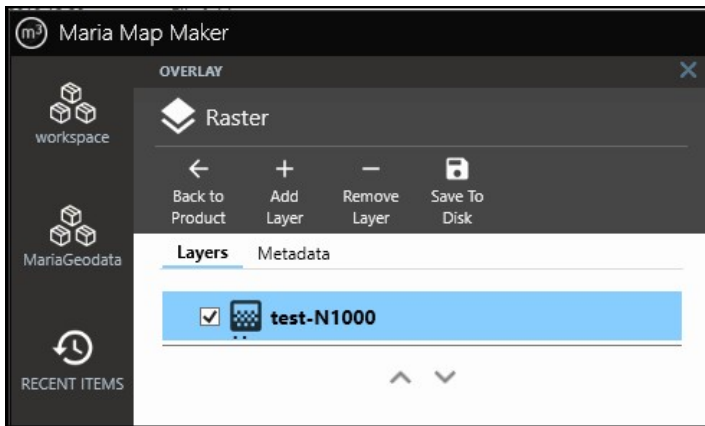 m³ Maria Map Maker
OVERLAY
workspace
Raster
Back to
Product
Add
Layer
Remove
Layer
Save To
Disk
MariaGeodata
Layers Metadata
test-N1000
RECENT ITEMS